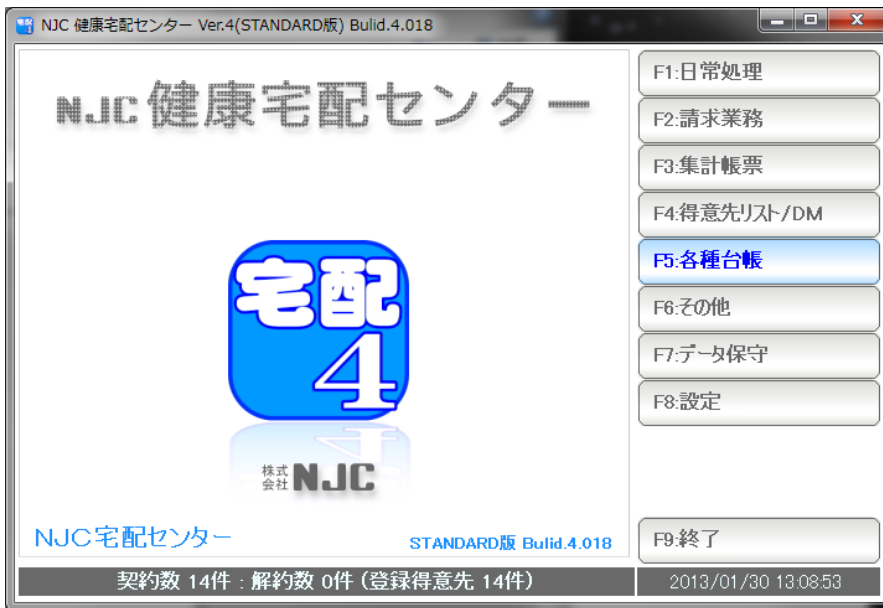 NJC 健康宅配センター Ver.4(STANDARD版) Bulid.4.018
NJC 健康宅配センター
宅配
4
株式会社 NJC
NJC宅配センター
STANDARD版 Bulid.4.018
F1:日常処理
F2:請求業務
F3:集計帳票
F4:得意先リスト/DM
F5:各種台帳
F6:その他
F7:データ保守
F8:設定
F9:終了
契約数 14件 : 解約数 0件 (登録得意先 14件)
2013/01/30 13:08:53